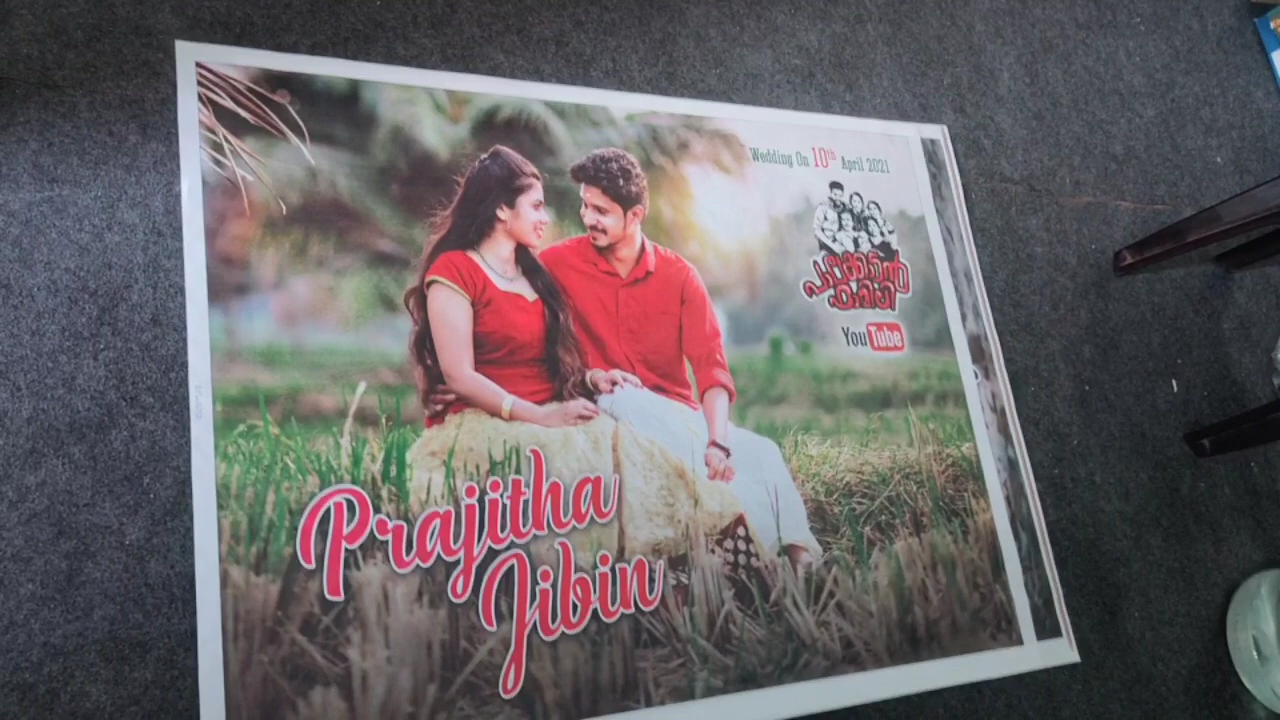 Wedding On 10th April 2021
ഫാമിലി
YouTube
Prajitha
Jibin